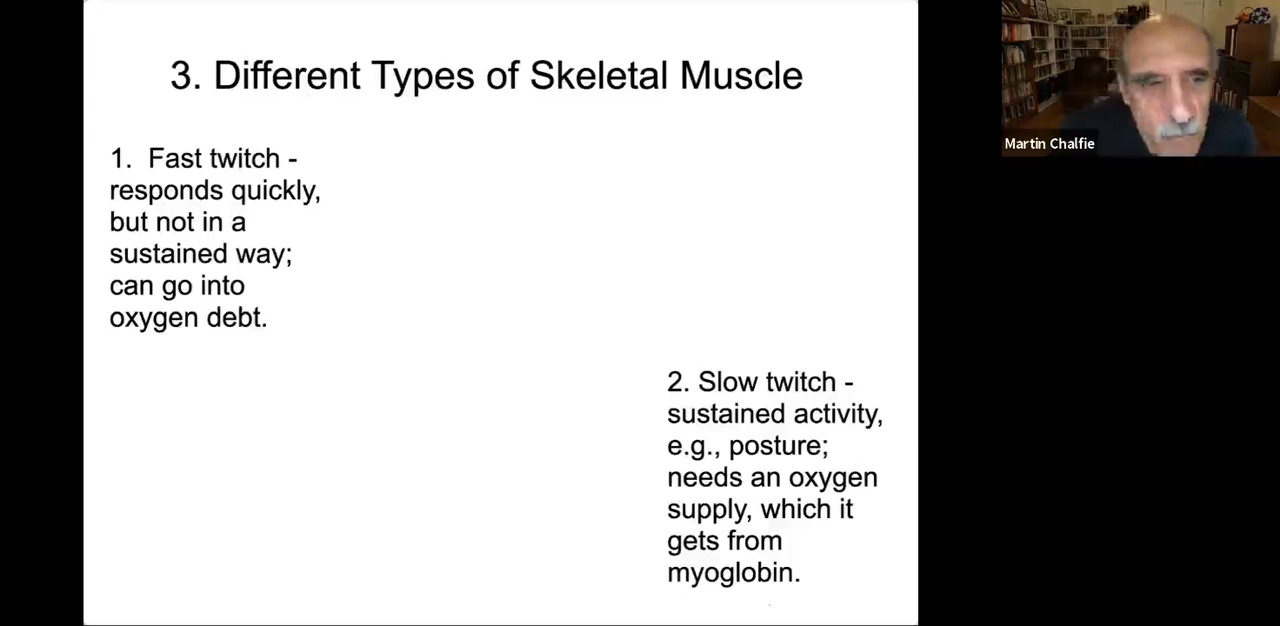 3. Different Types of Skeletal Muscle
1. Fast twitch -
responds quickly,
but not in a
sustained way;
can go into
oxygen debt.
2. Slow twitch -
sustained activity,
e.g., posture;
needs an oxygen
supply, which it
gets from
myoglobin.
Martin Chalfie